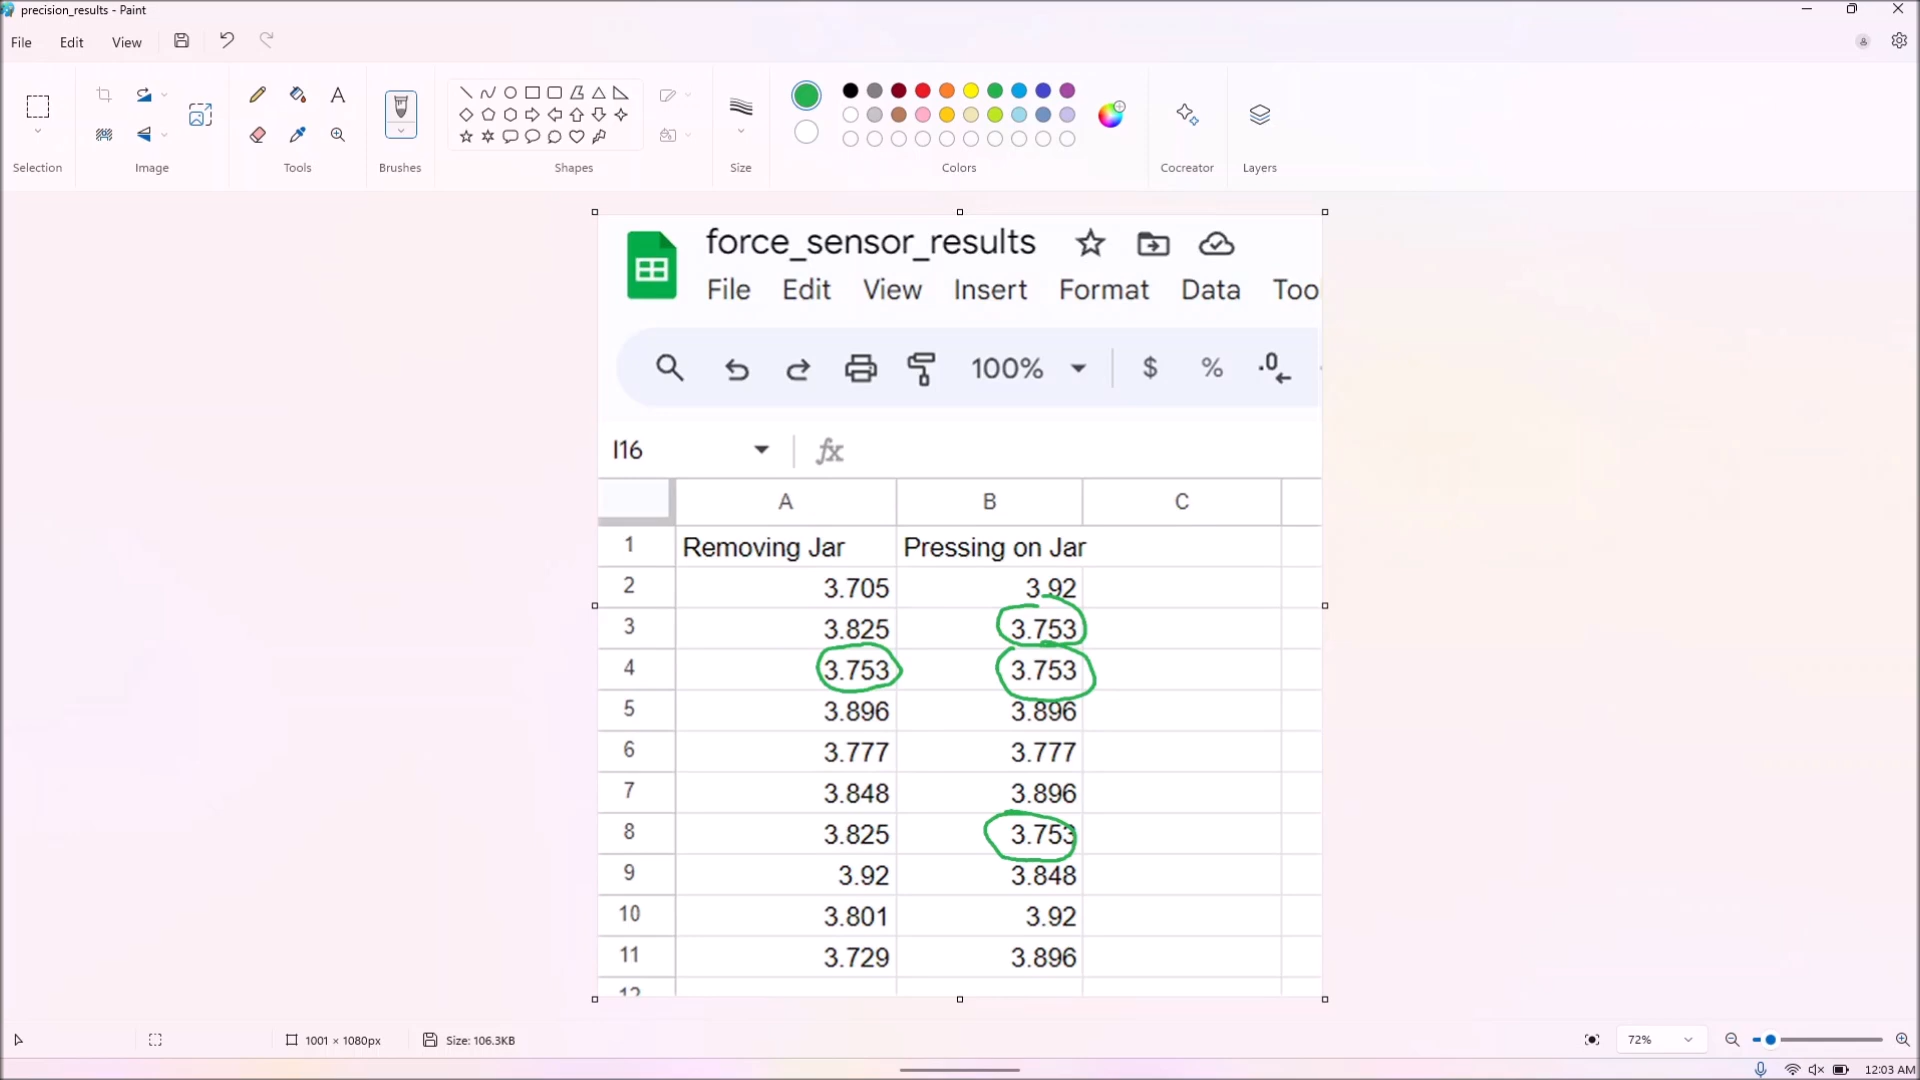 precision_results - Paint
File Edit View
Selection Image Tools Brushes Shapes Size Colors Cocreator Layers
force_sensor_results
File Edit View Insert Format Data Too
100% $ % .0
I16 fx
A B C
1 Removing Jar Pressing on Jar
2 3.705 3.92
3 3.825 3.753
4 3.753 3.753
5 3.896 3.896
6 3.777 3.777
7 3.848 3.896
8 3.825 3.753
9 3.92 3.848
10 3.801 3.92
11 3.729 3.896
12
1001 × 1080px Size: 106.3KB 72%
12:03 AM